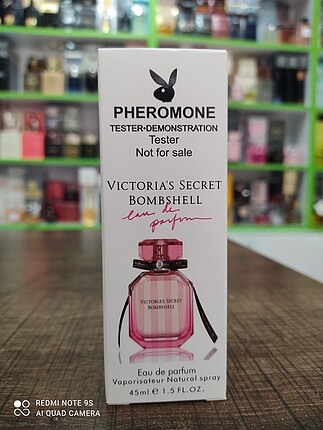 PHEROMONE
TESTER•DEMONSTRATION
Tester
Not for sale
VICTORIA'S SECRET
BOMBSHELL
eau de
parfum
VICTORIA'S SECRET
BOMBSHELL
Eau de parfum
Vaporisateur Natural spray
45ml e 1.5 FL.OZ.
REDMI NOTE 9S
AI QUAD CAMERA